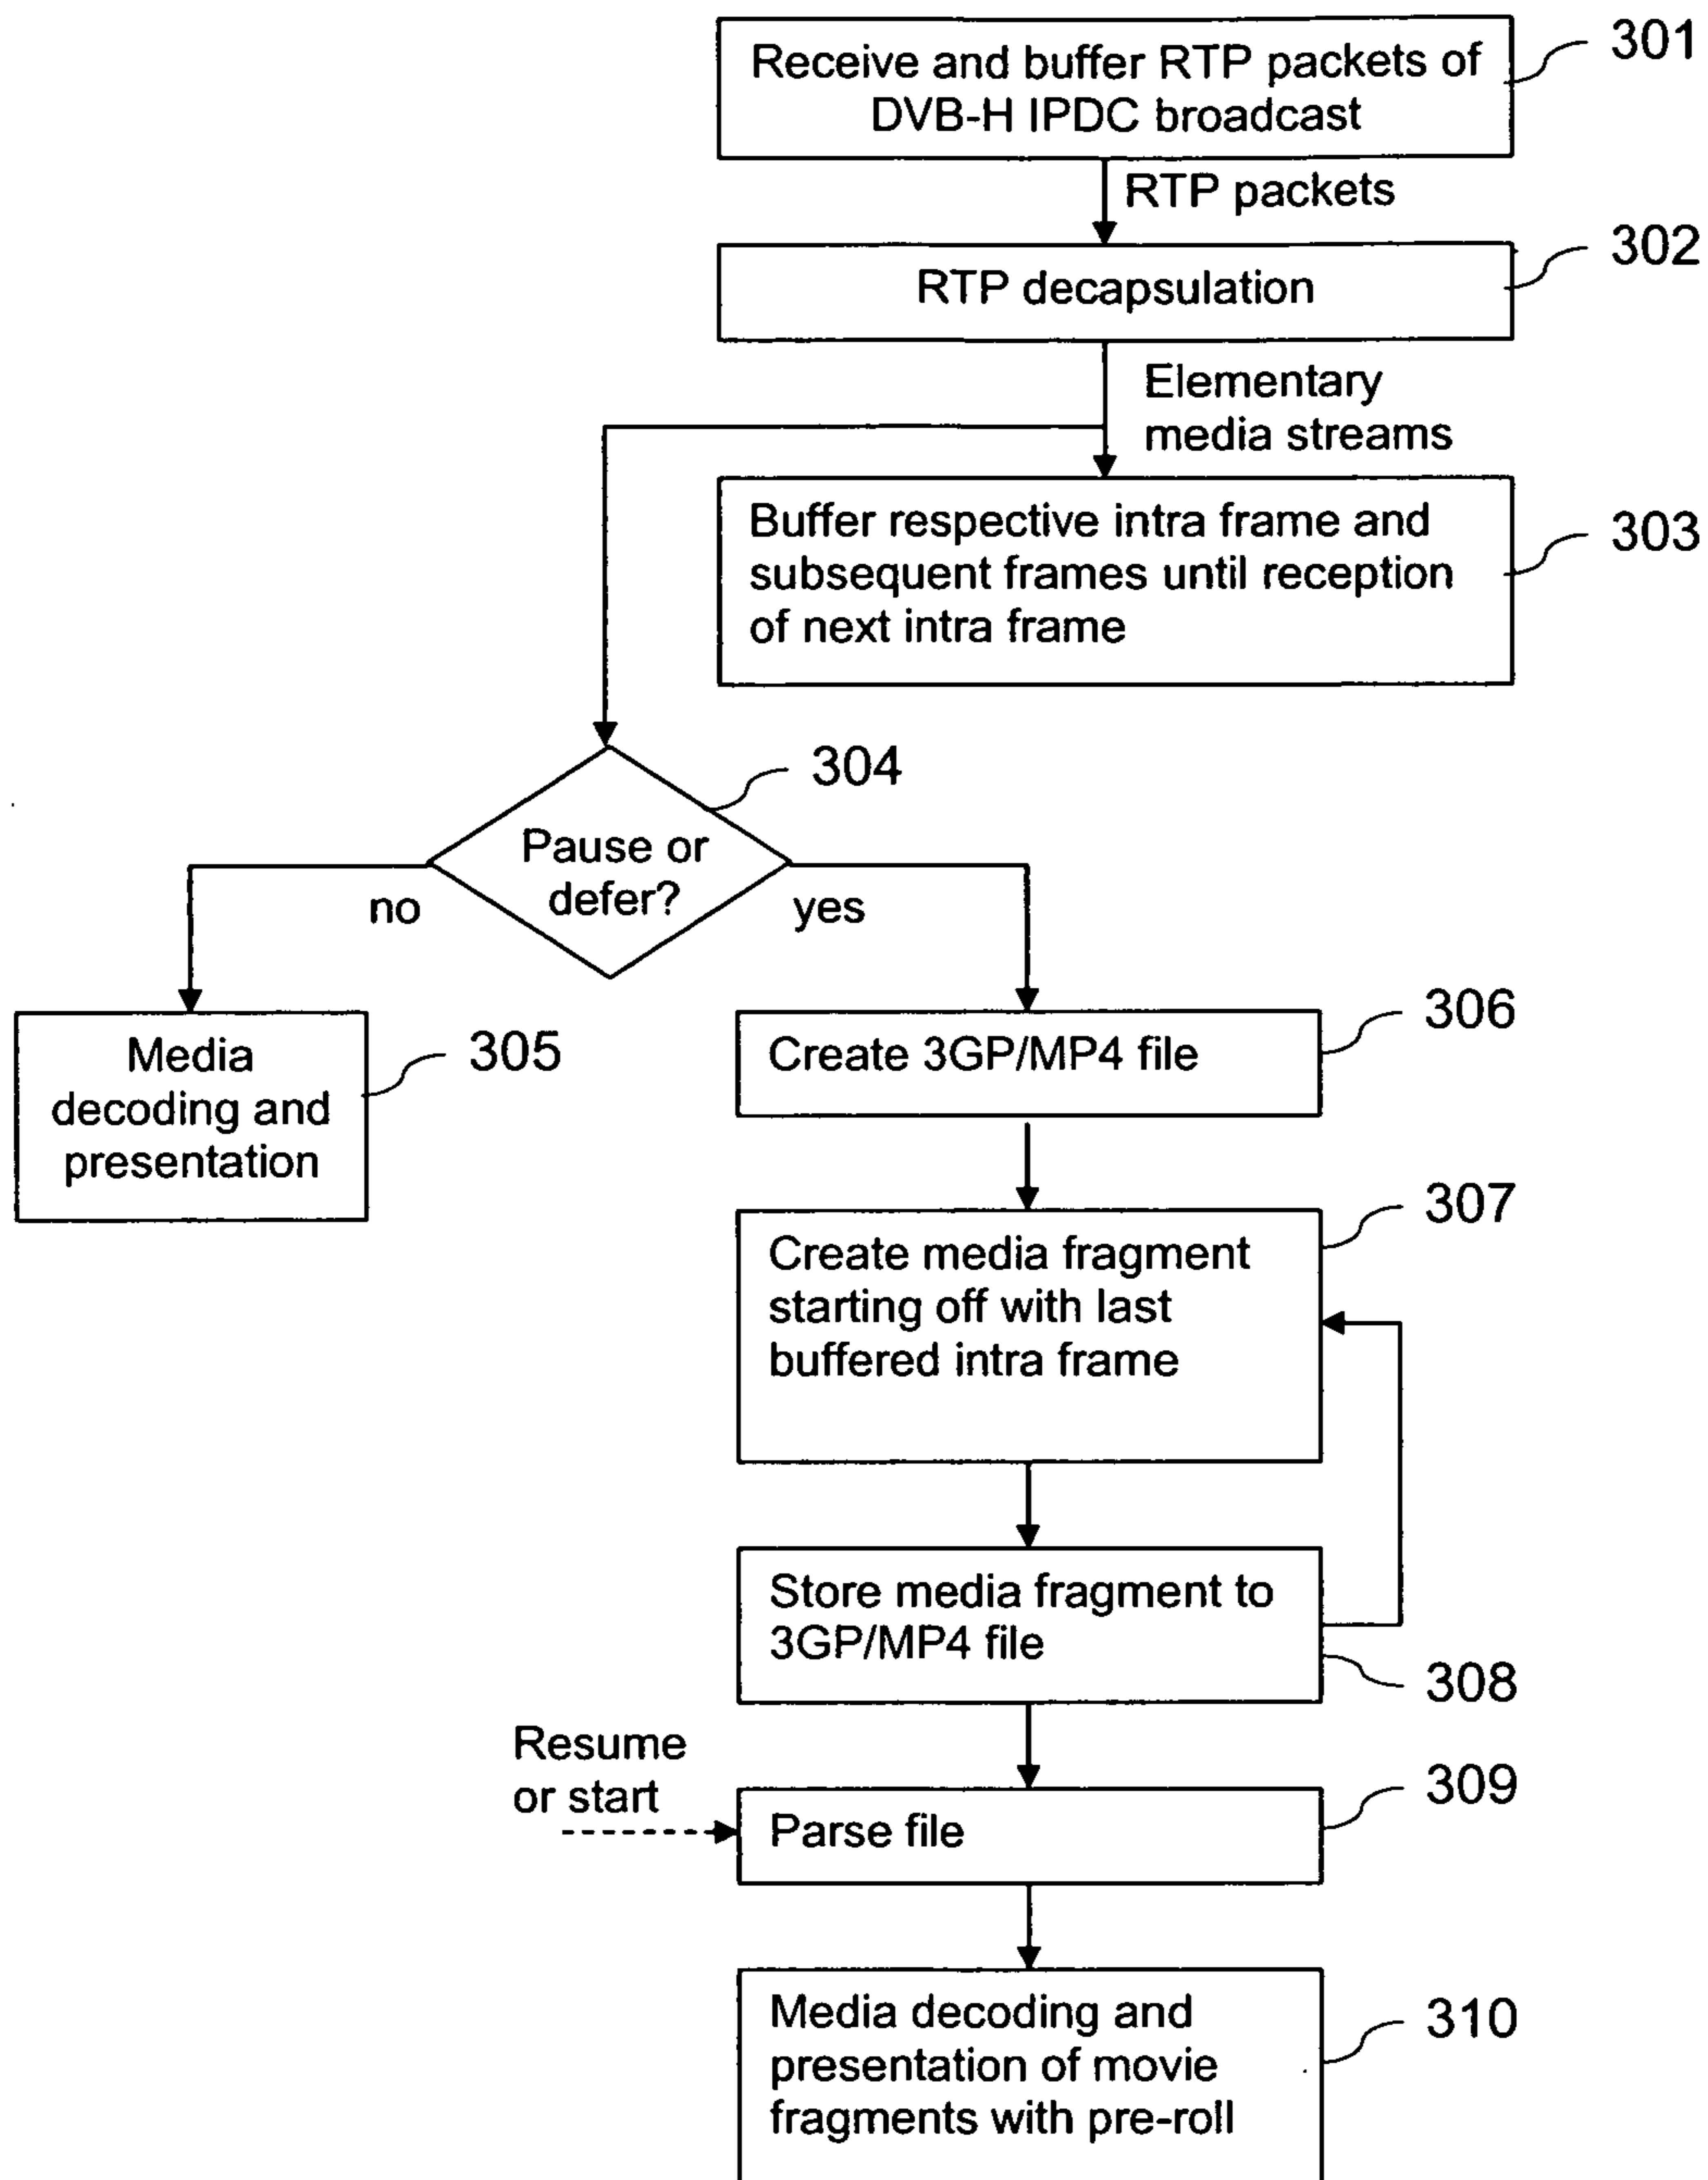 Receive and buffer RTP packets of
DVB-H IPDC broadcast
301
RTP packets
RTP decapsulation
302
Elementary
media streams
Buffer respective intra frame and
subsequent frames until reception
of next intra frame
303
304
Pause or
defer?
no
yes
Media
decoding and
presentation
305
Create 3GP/MP4 file
306
Create media fragment
starting off with last
buffered intra frame
307
Store media fragment to
3GP/MP4 file
308
Resume
or start
Parse file
309
Media decoding and
presentation of movie
fragments with pre-roll
310